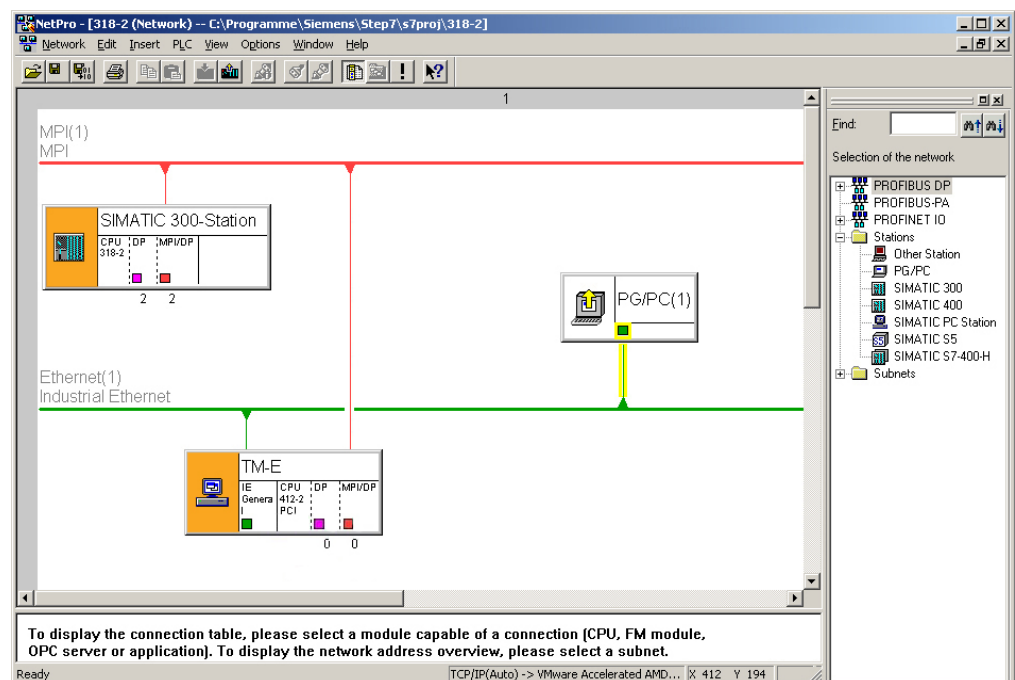 NetPro - [318-2 (Network) -- C:\Programme\Siemens\Step7\s7proj\318-2]
Network Edit Insert PLC View Options Window Help
1
MPI(1)
MPI
SIMATIC 300-Station
CPU DP MPI/DP
318-2
2 2
PG/PC(1)
Ethernet(1)
Industrial Ethernet
TM-E
IE CPU DP MPI/DP
Genera 412-2
l PCI
0 0
To display the connection table, please select a module capable of a connection (CPU, FM module,
OPC server or application). To display the network address overview, please select a subnet.
Find:
Selection of the network
PROFIBUS DP
PROFIBUS-PA
PROFINET IO
Stations
Other Station
PG/PC
SIMATIC 300
SIMATIC 400
SIMATIC PC Station
S5 SIMATIC S5
SIMATIC S7-400-H
Subnets
Ready TCP/IP(Auto) -> VMware Accelerated AMD... X 412 Y 194